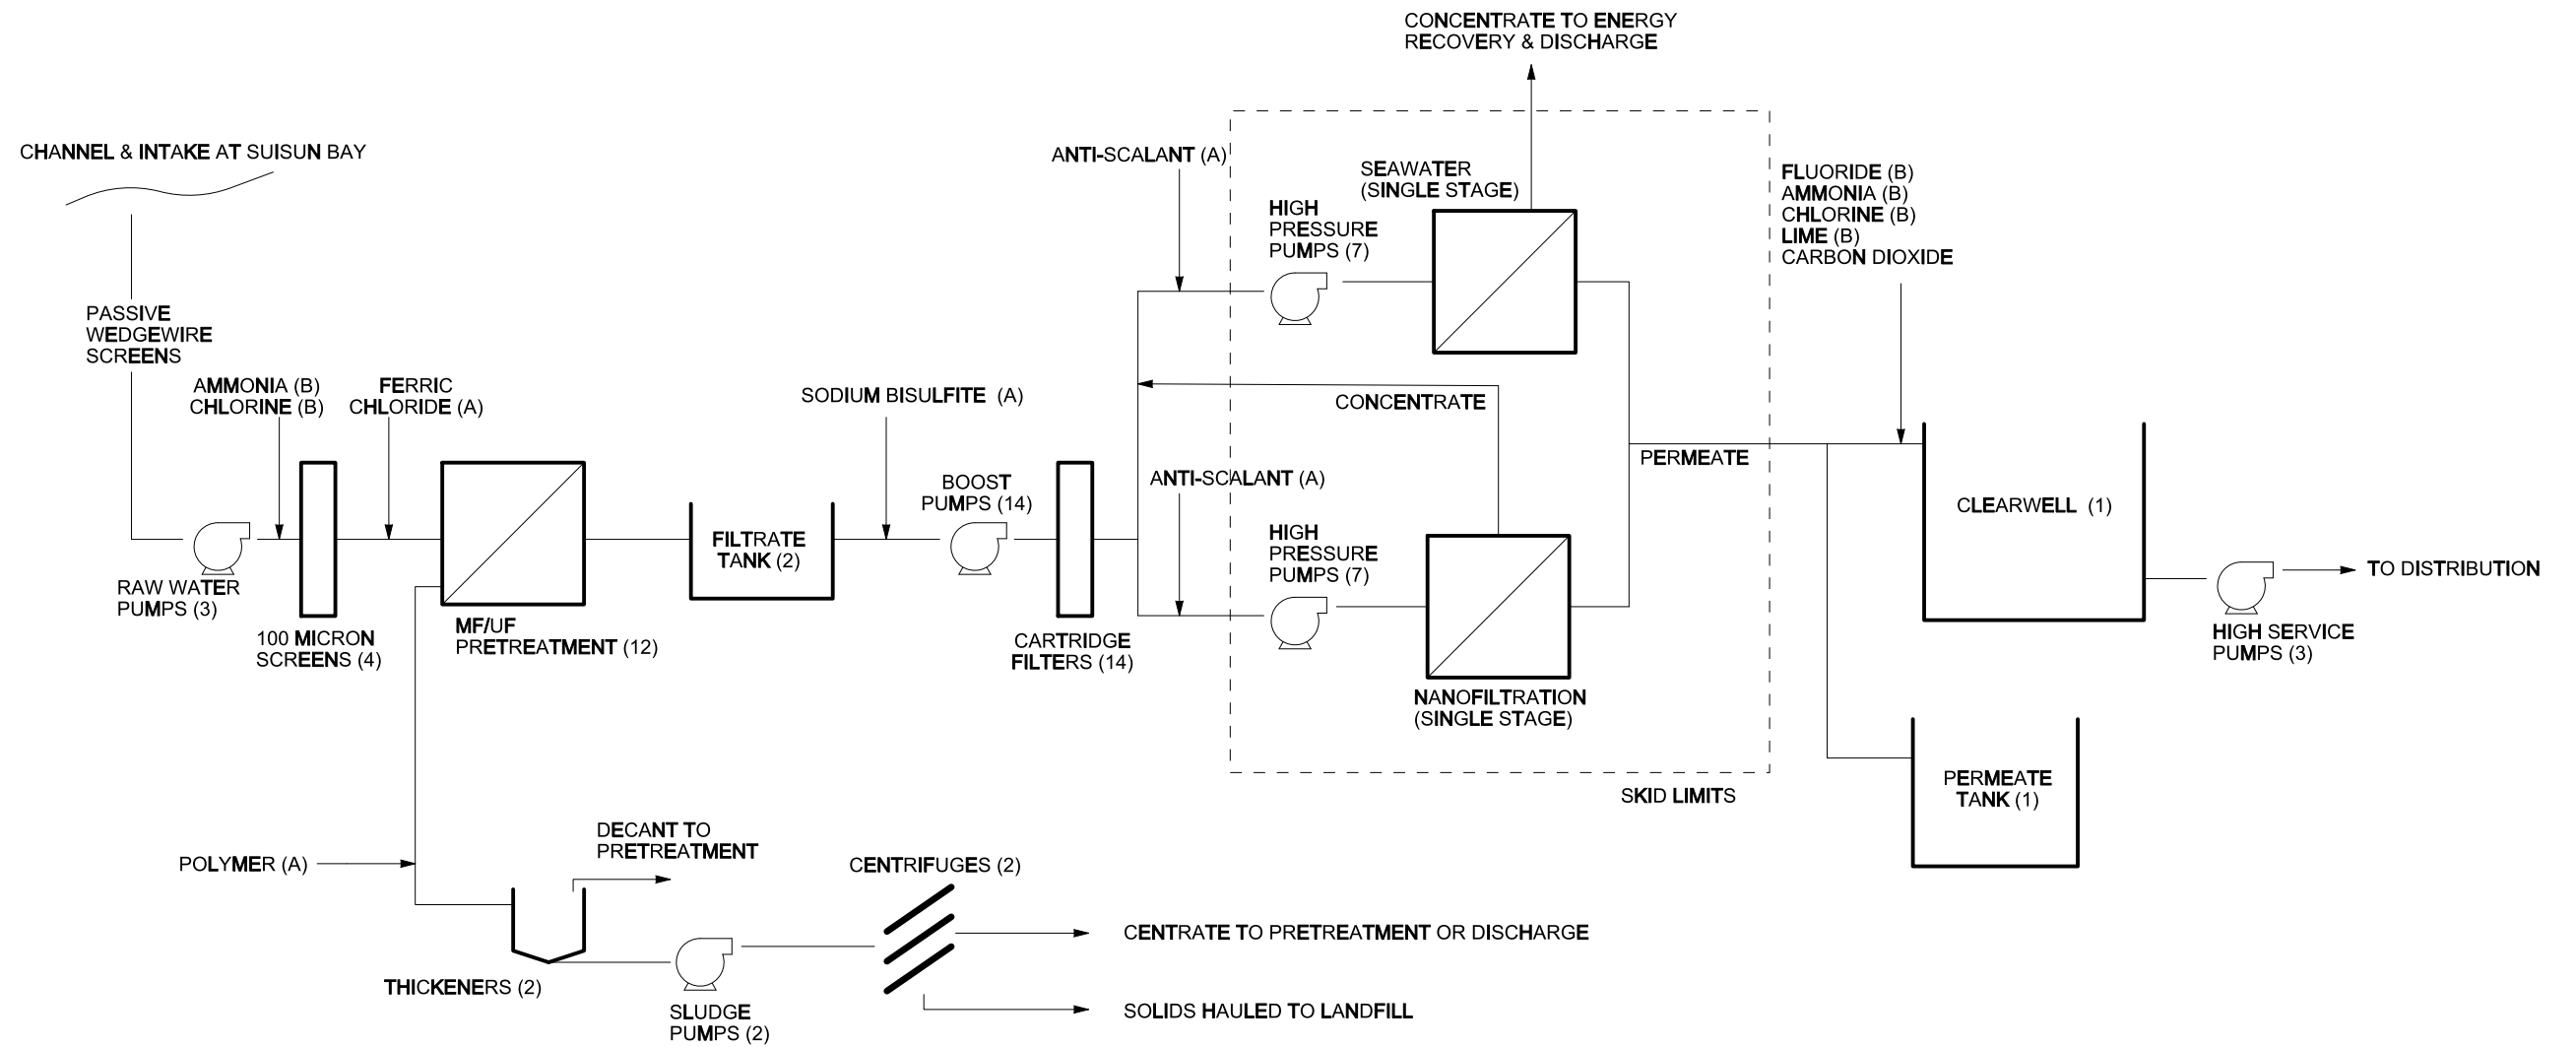 CONCENTRATE TO ENERGY
RECOVERY & DISCHARGE
CHANNEL & INTAKE AT SUISUN BAY
PASSIVE
WEDGEWIRE
SCREENS
AMMONIA (B)
CHLORINE (B)
FERRIC
CHLORIDE (A)
RAW WATER
PUMPS (3)
100 MICRON
SCREENS (4)
MF/UF
PRETREATMENT (12)
FILTRATE
TANK (2)
SODIUM BISULFITE (A)
BOOST
PUMPS (14)
CARTRIDGE
FILTERS (14)
ANTI-SCALANT (A)
HIGH
PRESSURE
PUMPS (7)
SEAWATER
(SINGLE STAGE)
CONCENTRATE
ANTI-SCALANT (A)
HIGH
PRESSURE
PUMPS (7)
NANOFILTRATION
(SINGLE STAGE)
PERMEATE
SKID LIMITS
FLUORIDE (B)
AMMONIA (B)
CHLORINE (B)
LIME (B)
CARBON DIOXIDE
CLEARWELL (1)
TO DISTRIBUTION
HIGH SERVICE
PUMPS (3)
PERMEATE
TANK (1)
POLYMER (A)
DECANT TO
PRETREATMENT
THICKENERS (2)
SLUDGE
PUMPS (2)
CENTRIFUGES (2)
CENTRATE TO PRETREATMENT OR DISCHARGE
SOLIDS HAULED TO LANDFILL